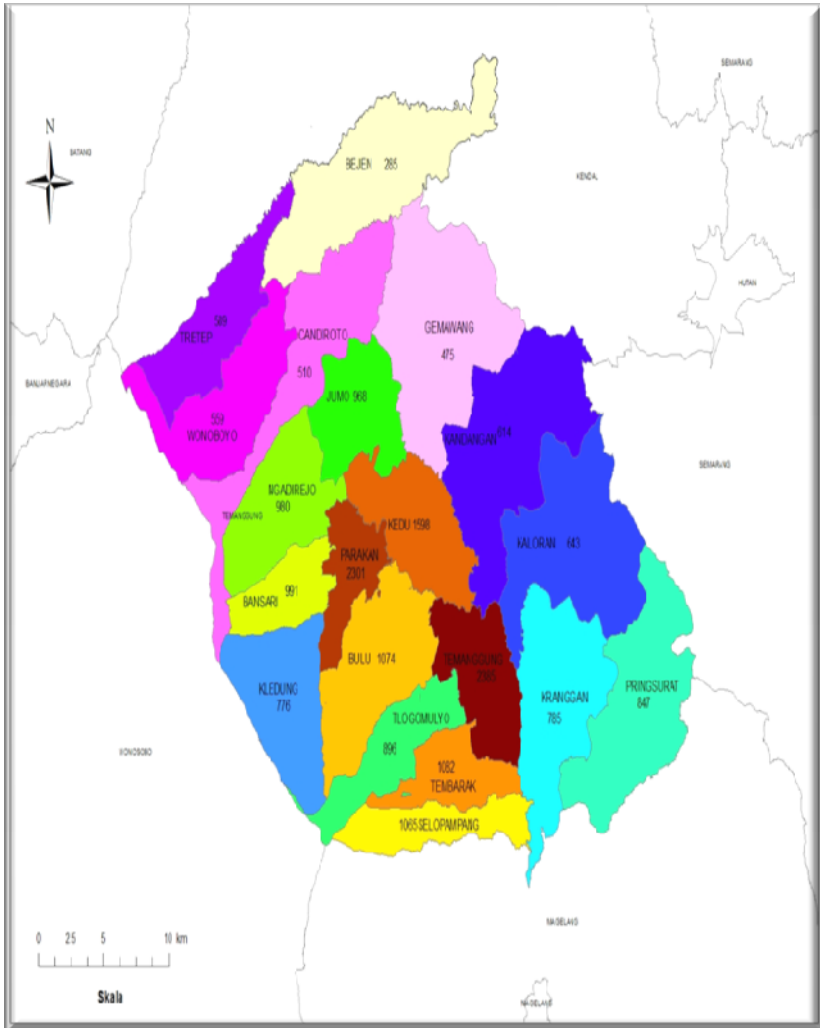 SEMARANG
N
BATANG
BEJEN 285
KENDAL
HUTAN
589
TRETEP
CANDIROTO
510
GEMAWANG
475
BANJARNEGARA
JUMO 968
559
WONOBOYO
KANDANGAN 614
SEMARANG
NGADIREJO
980
TEMANGGUNG
KEDU 1598
KALORAN 643
PARAKAN
2301
BANSARI 991
BULU 1074
TEMANGGUNG
KLEDUNG
776
KRANGGAN
785
PRINGSURAT
847
TLOGOMULYO
896
WONOSOBO
1082
TEMBARAK
1065 SELOPAMPANG
MAGELANG
0 2.5 5 10 km
Skala
MAGELANG